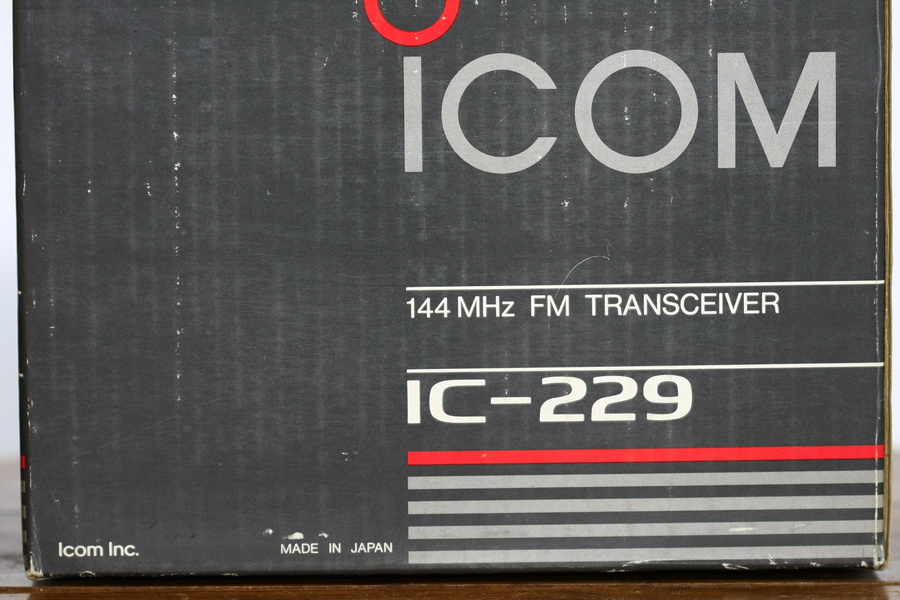 ICOM
144 MHz FM TRANSCEIVER
IC-229
Icom Inc.
MADE IN JAPAN